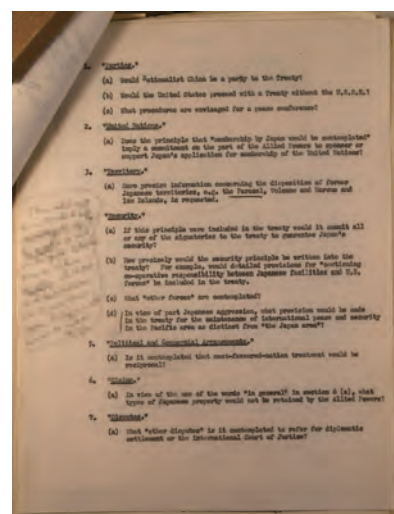 1. "Parties."
(a) Would Nationalist China be a party to the Treaty?
(b) Would the United States proceed with a Treaty without the U.S.S.R.?
(c) What procedures are envisaged for a peace conference?
2. "United Nations."
(a) Does the principle that "membership by Japan would be contemplated"
imply a commitment on the part of the Allied Powers to sponsor or
support Japan's application for membership of the United Nations?
3. "Territory."
(a) More precise information concerning the disposition of former
Japanese territories, e.g. the Paracel, Volcano and Marcus and
Islands, is requested.
"Security."
(a) If this principle were included in the treaty would it commit all
or any of the signatories to the treaty to guarantee Japan's
security?
(b) How precisely would the security principle be written into the
treaty? For example, would detailed provisions for "continuing
co-operative responsibility between Japanese facilities and U.S.
forces" be included in the treaty.
(c) What "other forces" are contemplated?
(d) In view of past Japanese aggression, what provision would be made
in the treaty for the maintenance of international peace and security
in the Pacific area as distinct from "the Japan area"?
5. "Political and Commercial Arrangements."
(a) Is it contemplated that most-favoured-nation treatment would be
reciprocal?
6. "Claims."
(a) In view of the use of the words "in general" in section 6 (a), what
types of Japanese property would not be retained by the Allied Powers?
7. "Disputes."
(a) What "other disputes" is it contemplated to refer for diplomatic
settlement or the International Court of Justice?